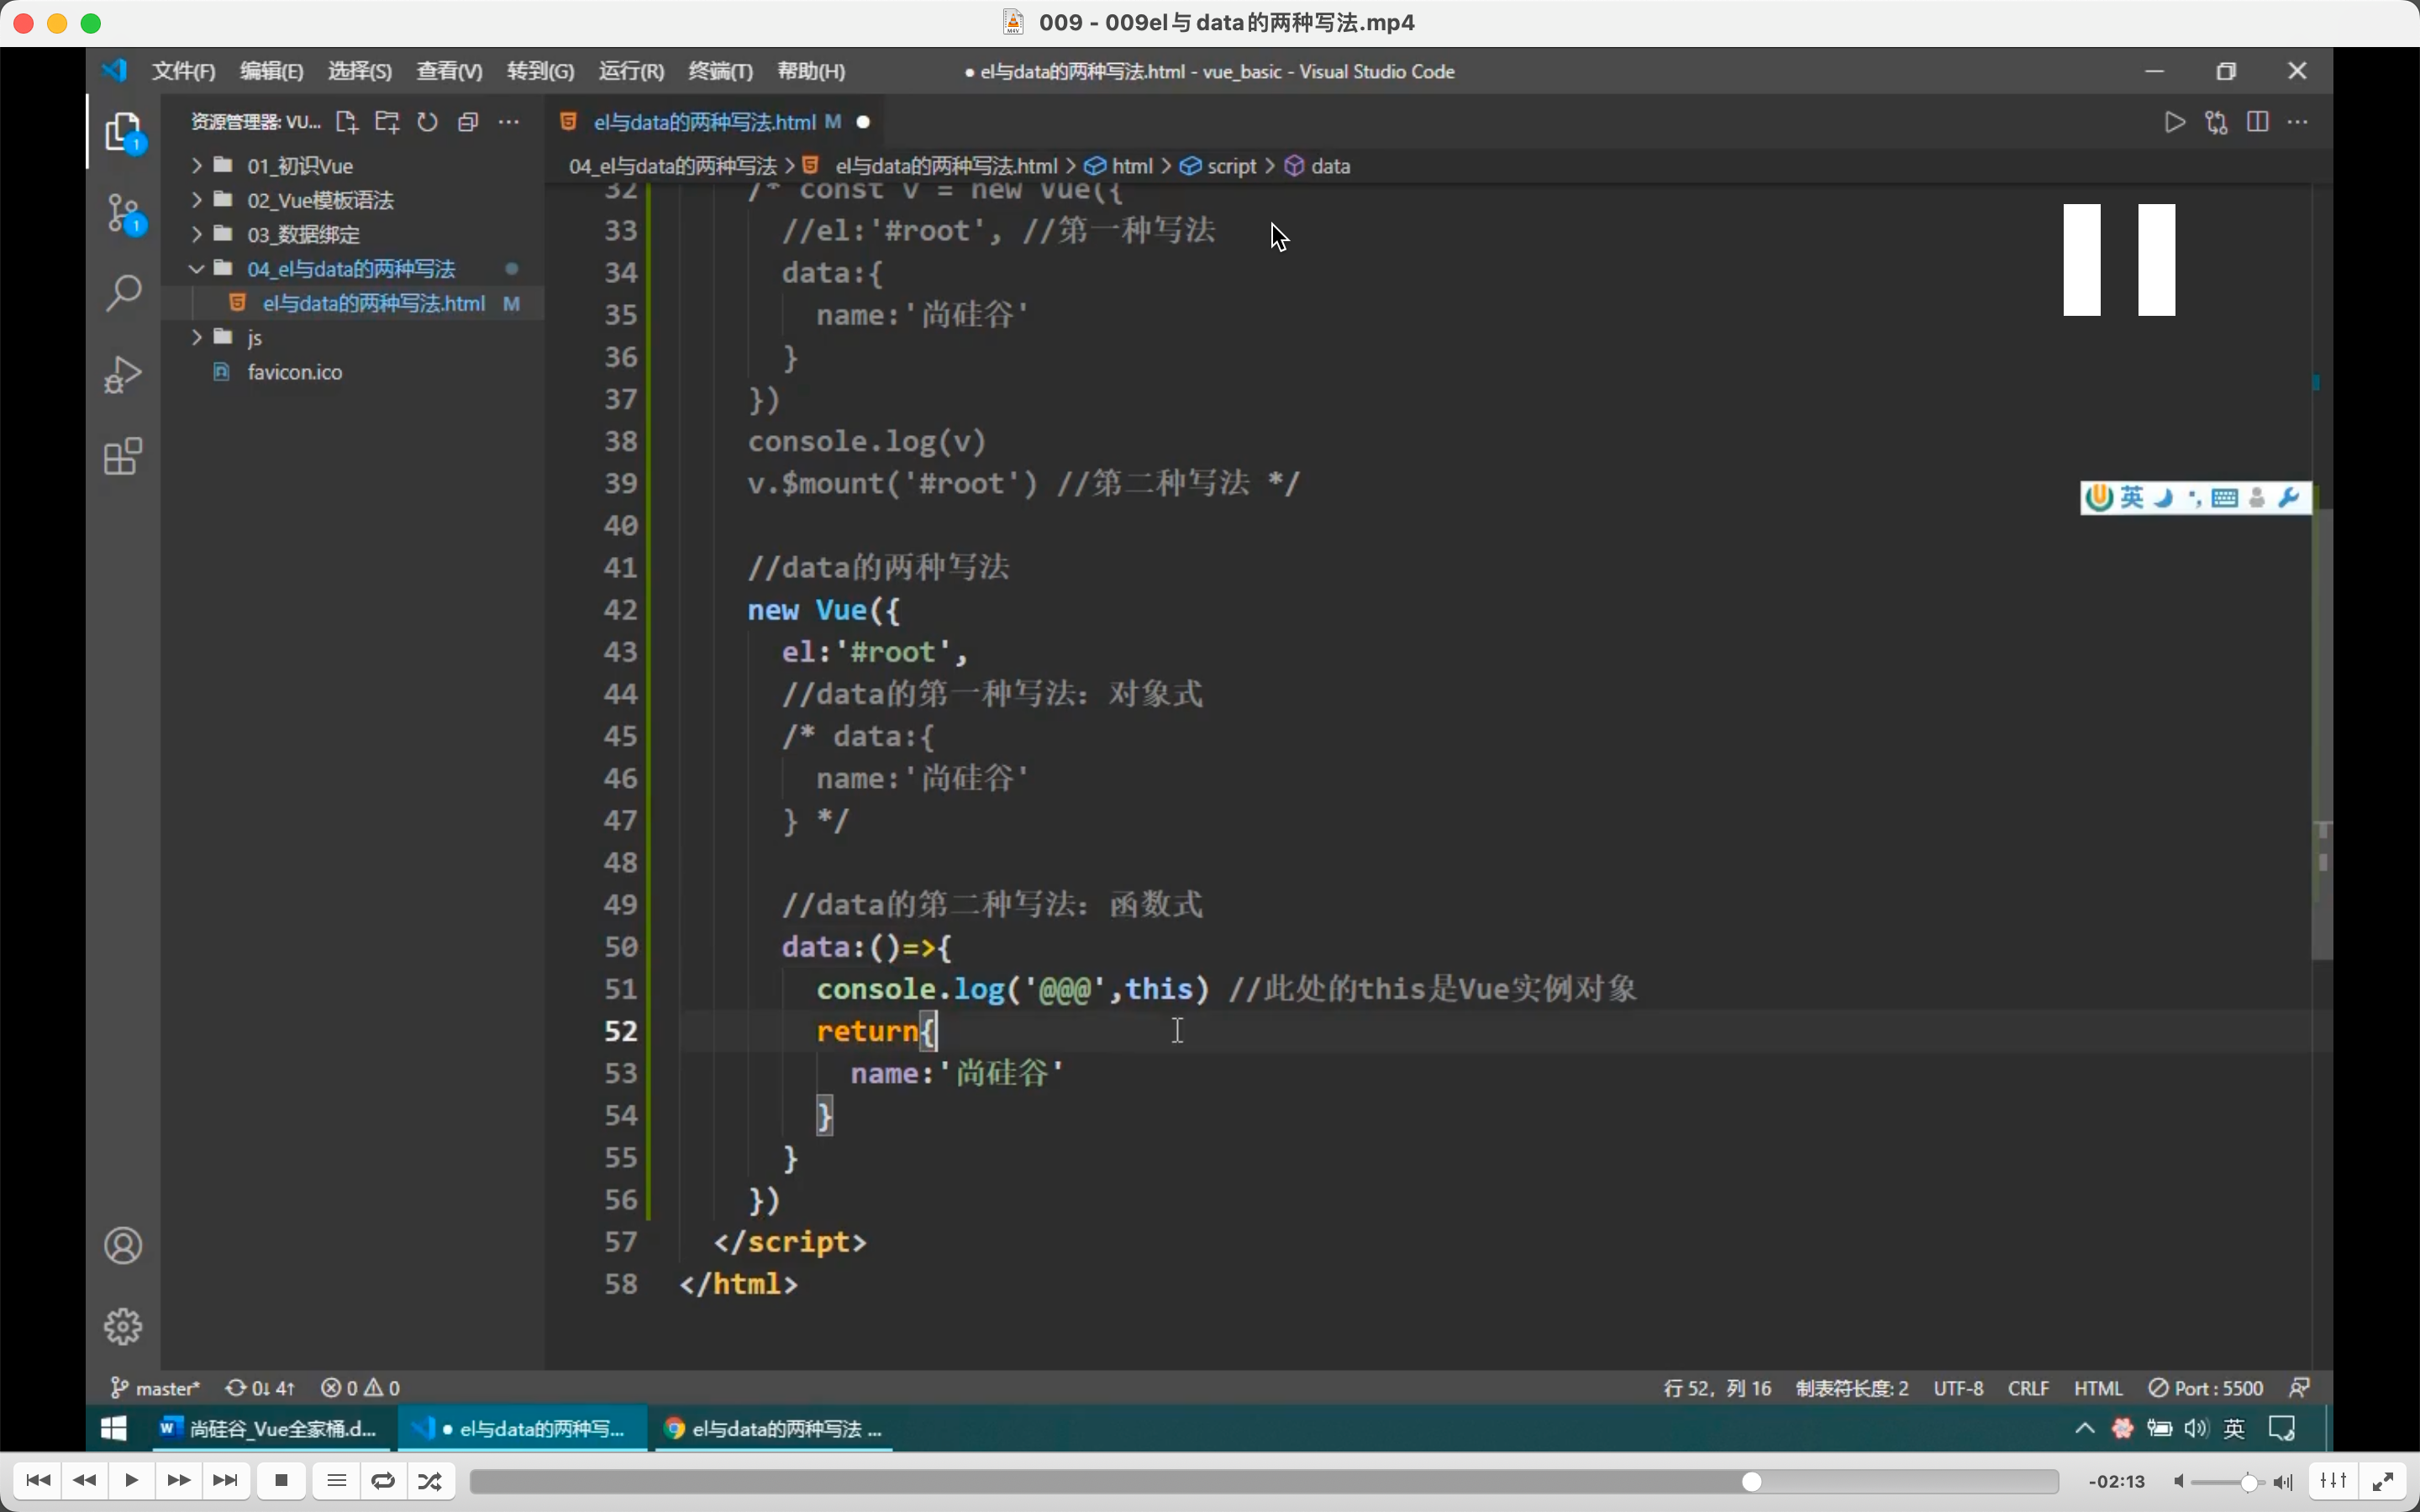 009 - 009el与data的两种写法.mp4
文件(F) 编辑(E) 选择(S) 查看(V) 转到(G) 运行(R) 终端(T) 帮助(H)
● el与data的两种写法.html - vue_basic - Visual Studio Code
资源管理器: VU...
el与data的两种写法.html M
04_el与data的两种写法 > el与data的两种写法.html > html > script > data
1
01_初识Vue
02_Vue模板语法
1
03_数据绑定
04_el与data的两种写法
el与data的两种写法.html M
js
favicon.ico
32 /* const v = new Vue({
33 //el:'#root', //第一种写法
34 data:{
35 name:'尚硅谷'
36 }
37 })
38 console.log(v)
39 v.$mount('#root') //第二种写法 */
40
41 //data的两种写法
42 new Vue({
43 el:'#root',
44 //data的第一种写法：对象式
45 /* data:{
46 name:'尚硅谷'
47 } */
48
49 //data的第二种写法：函数式
50 data:()=>{
51 console.log('@@@',this) //此处的this是Vue实例对象
52 return{
53 name:'尚硅谷'
54 }
55 }
56 })
57 </script>
58 </html>
英
master* 0↓ 4↑ 0 0
行 52，列 16 制表符长度: 2 UTF-8 CRLF HTML Port : 5500
尚硅谷_Vue全家桶.d...
● el与data的两种写...
el与data的两种写法 ...
英
-02:13